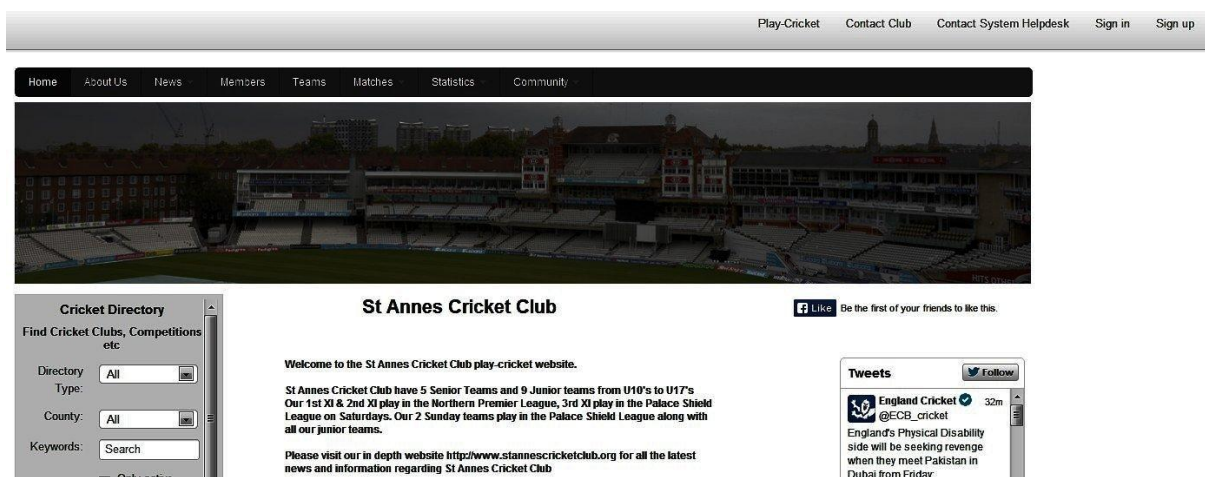 Play-Cricket Contact Club Contact System Helpdesk Sign in Sign up
Home About Us News Members Teams Matches Statistics Community
HITS
Cricket Directory
Find Cricket Clubs, Competitions
etc
Directory
Type:
All
County:
All
Keywords:
Search
St Annes Cricket Club
Like Be the first of your friends to like this.
Welcome to the St Annes Cricket Club play-cricket website.
St Annes Cricket Club have 5 Senior Teams and 9 Junior teams from U10's to U17's
Our 1st XI & 2nd XI play in the Northern Premier League, 3rd XI play in the Palace Shield
League on Saturdays. Our 2 Sunday teams play in the Palace Shield League along with
all our junior teams.
Please visit our in depth website http://www.stannescricketclub.org for all the latest
news and information regarding St Annes Cricket Club
Tweets
Follow
England Cricket 32m
@ECB_cricket
England's Physical Disability
side will be seeking revenge
when they meet Pakistan in
Dubai from Friday: